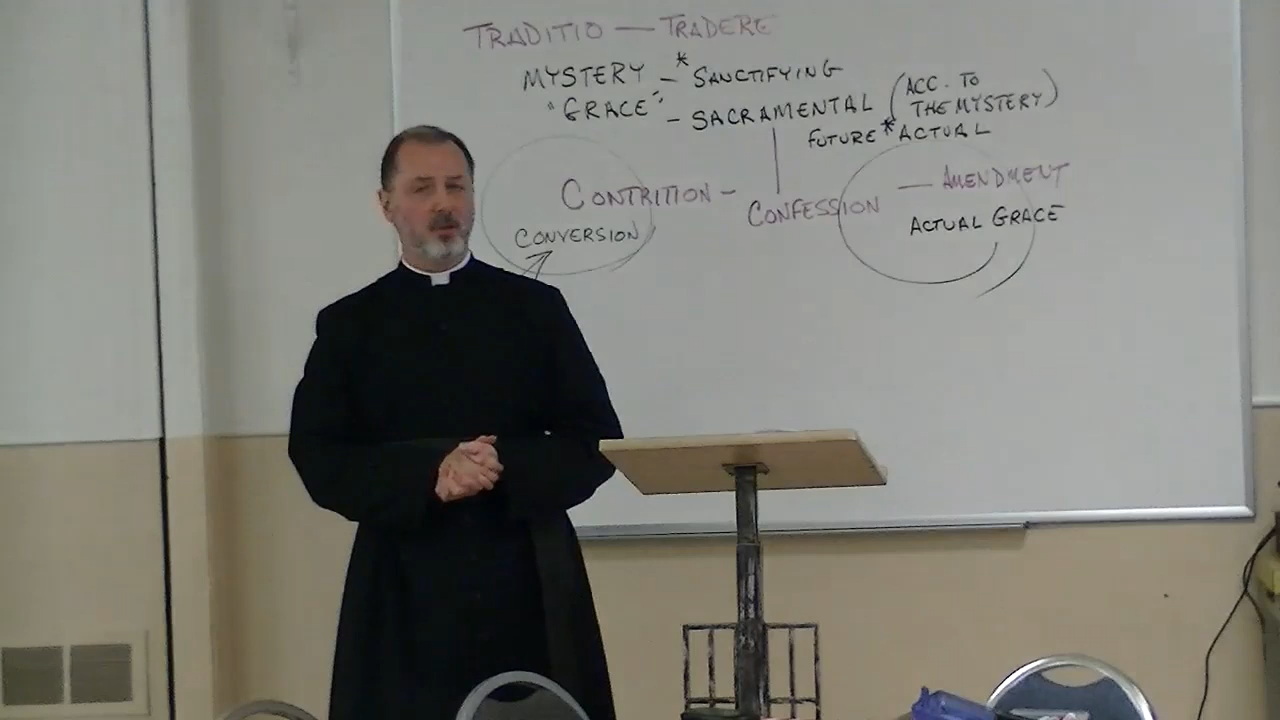 TRADITIO — TRADERE
MYSTERY - * SANCTIFYING
"GRACE" - SACRAMENTAL (ACC. TO
THE MYSTERY)
FUTURE * ACTUAL
CONTRITION - CONFESSION — AMENDMENT
CONVERSION
ACTUAL GRACE